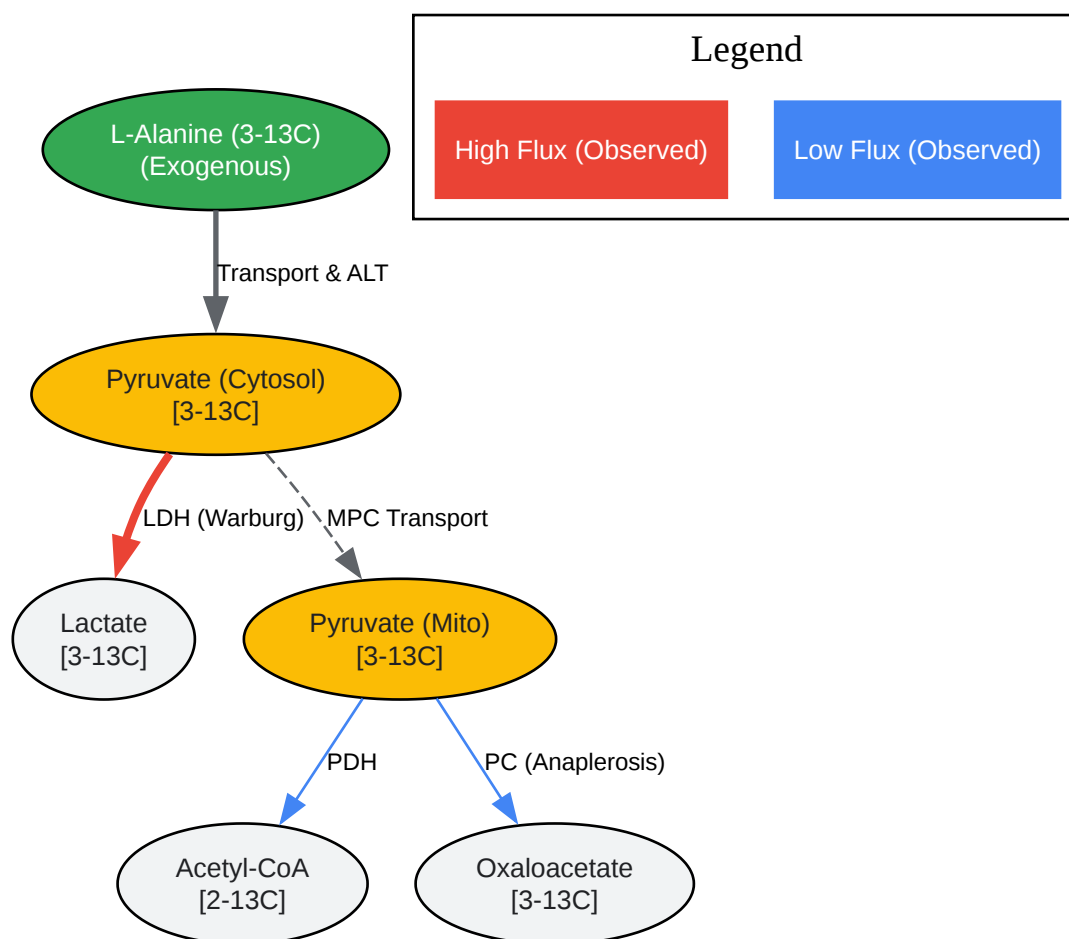 Legend
High Flux (Observed)
Low Flux (Observed)
L-Alanine (3-13C)
(Exogenous)
Transport & ALT
Pyruvate (Cytosol)
[3-13C]
LDH (Warburg)
MPC Transport
Lactate
[3-13C]
Pyruvate (Mito)
[3-13C]
PDH
PC (Anaplerosis)
Acetyl-CoA
[2-13C]
Oxaloacetate
[3-13C]